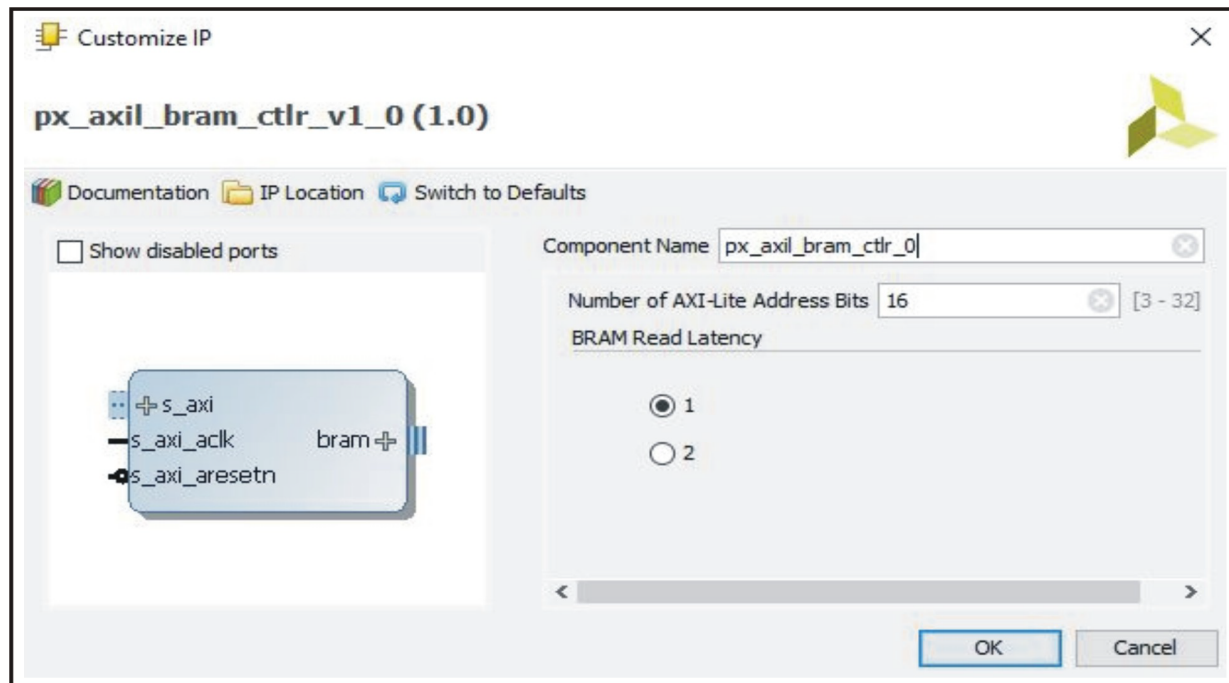 Customize IP
px_axil_bram_ctlr_v1_0 (1.0)
Documentation IP Location Switch to Defaults
Show disabled ports
s_axi
s_axi_aclk
s_axi_aresetn
bram
Component Name px_axil_bram_ctlr_0
Number of AXI-Lite Address Bits 16 [3 - 32]
BRAM Read Latency
1
2
OK Cancel